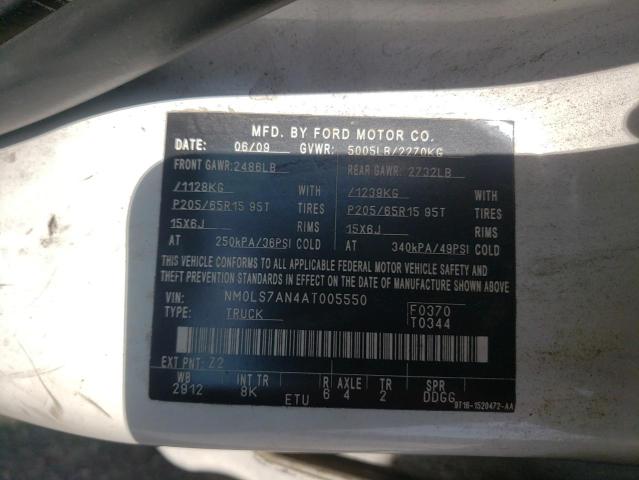 MFD. BY FORD MOTOR CO.
DATE: 06/09 GVWR: 5005LB/2270KG
FRONT GAWR: 2486LB REAR GAWR: 2732LB
/1128KG WITH /1239KG WITH
P205/65R15 95T TIRES P205/65R15 95T TIRES
15X6J RIMS 15X6J RIMS
AT 250kPA/36PSI COLD AT 340kPA/49PSI COLD
THIS VEHICLE CONFORMS TO ALL APPLICABLE FEDERAL MOTOR VEHICLE SAFETY AND
THEFT PREVENTION STANDARDS IN EFFECT ON THE DATE OF MANUFACTURE SHOWN ABOVE.
VIN: NM0LS7AN4AT005550 F0370
TYPE: TRUCK T0344
EXT PNT: Z2
WB INT TR R AXLE TR SPR
2912 8K ETU 6 4 2 DDGG
9T16-1520472-AA